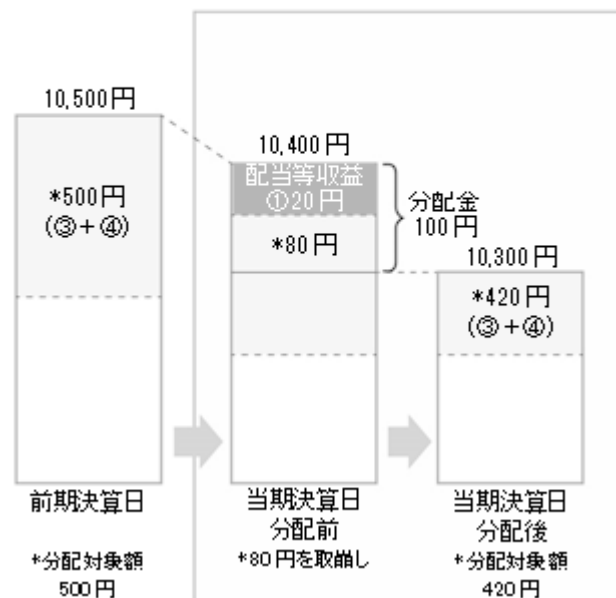 10,500円
*500円
(③+④)
前期決算日
*分配対象額
500円
10,400円
配当等収益
①20円
*80円
分配金
100円
当期決算日
分配前
*80円を取崩し
10,300円
*420円
(③+④)
当期決算日
分配後
*分配対象額
420円